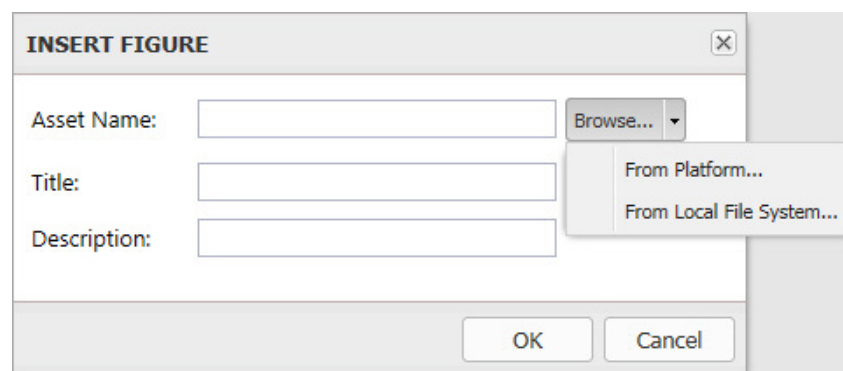 INSERT FIGURE
Asset Name:
Browse...
From Platform...
From Local File System...
Title:
Description:
OK
Cancel